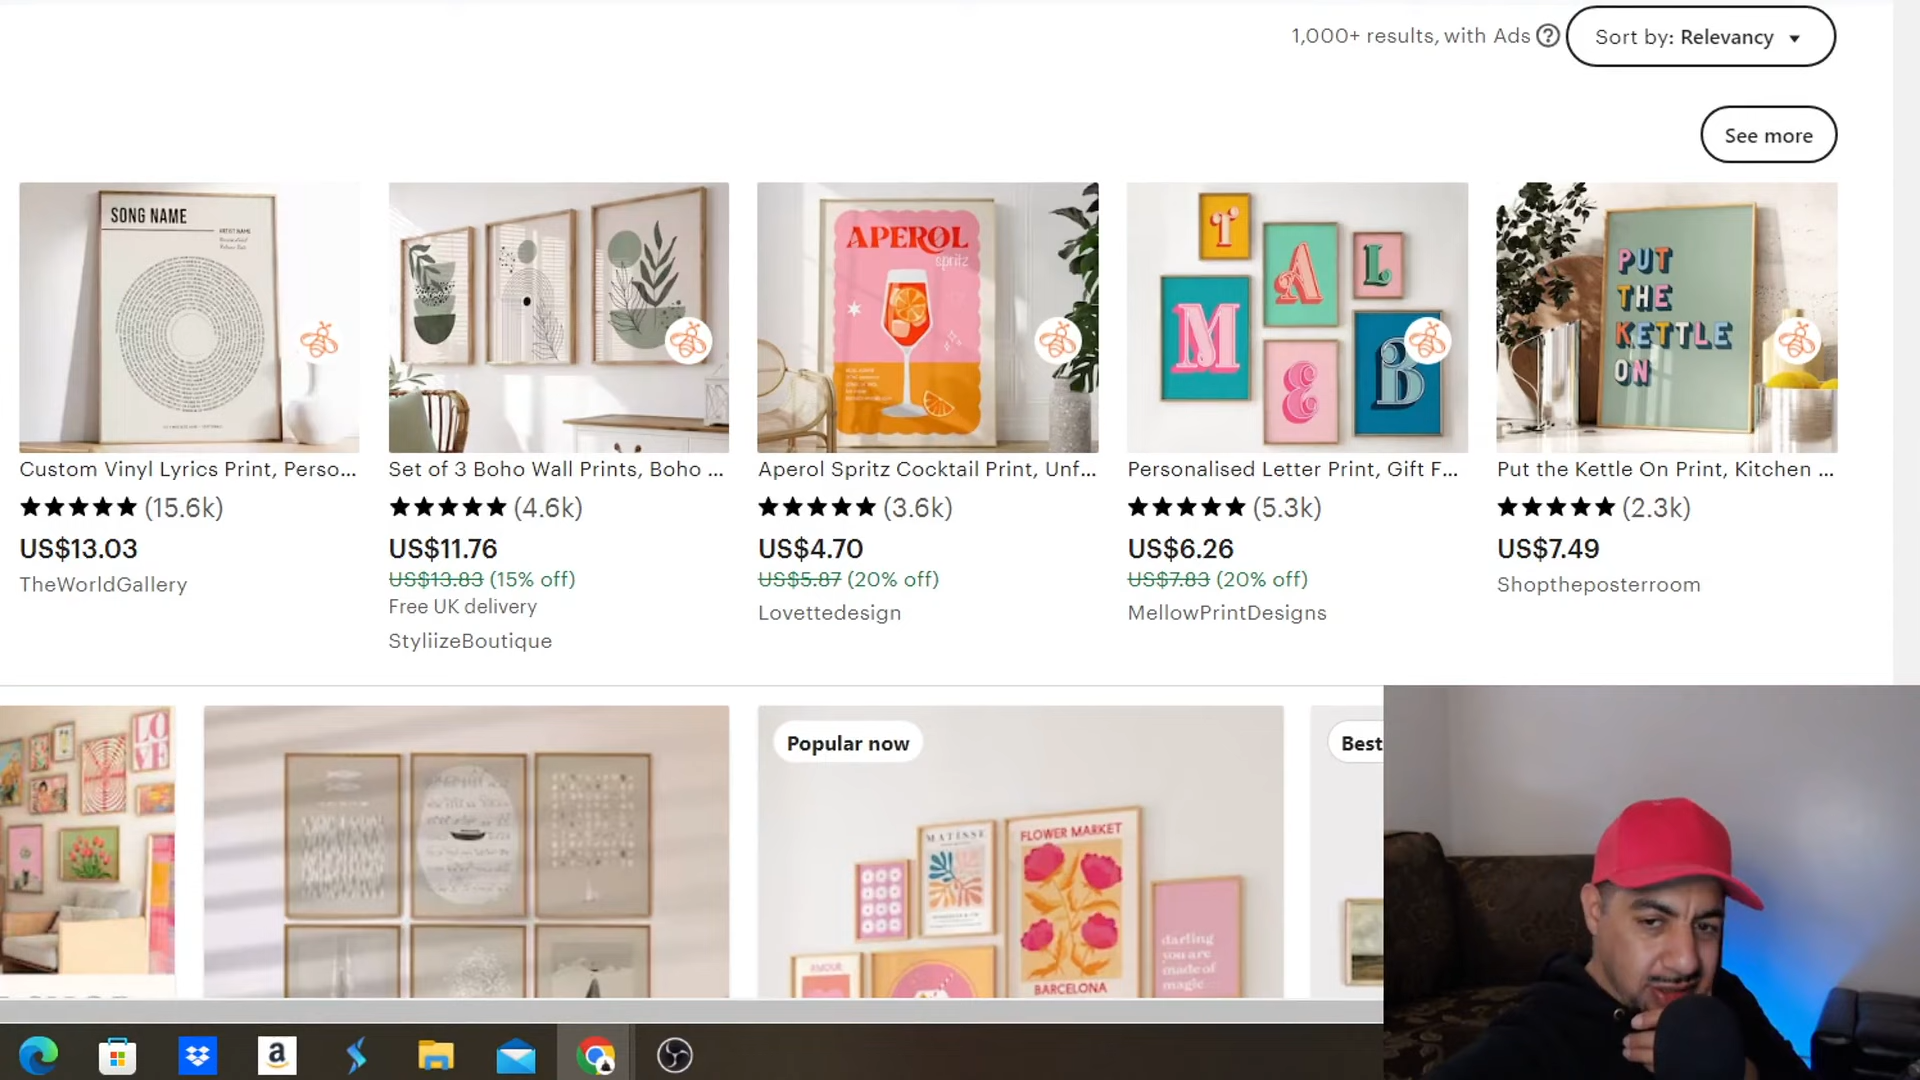 1,000+ results, with Ads ?
Sort by: Relevancy
See more
SONG NAME
ARTIST NAME
APEROL
spritz
T
A
L
M
B
E
PUT
THE
KETTLE
ON
Custom Vinyl Lyrics Print, Perso...
Set of 3 Boho Wall Prints, Boho ...
Aperol Spritz Cocktail Print, Unf...
Personalised Letter Print, Gift F...
Put the Kettle On Print, Kitchen ...
(15.6k)
(4.6k)
(3.6k)
(5.3k)
(2.3k)
US$13.03
US$11.76
US$4.70
US$6.26
US$7.49
US$13.83 (15% off)
US$5.87 (20% off)
US$7.83 (20% off)
TheWorldGallery
Free UK delivery
Lovettedesign
MellowPrintDesigns
Shoptheposterroom
StyliizeBoutique
LO
VE
Popular now
Best
MATISSE
FLOWER MARKET
BARCELONA
AMOUR
darling
you are
made of
magic
a